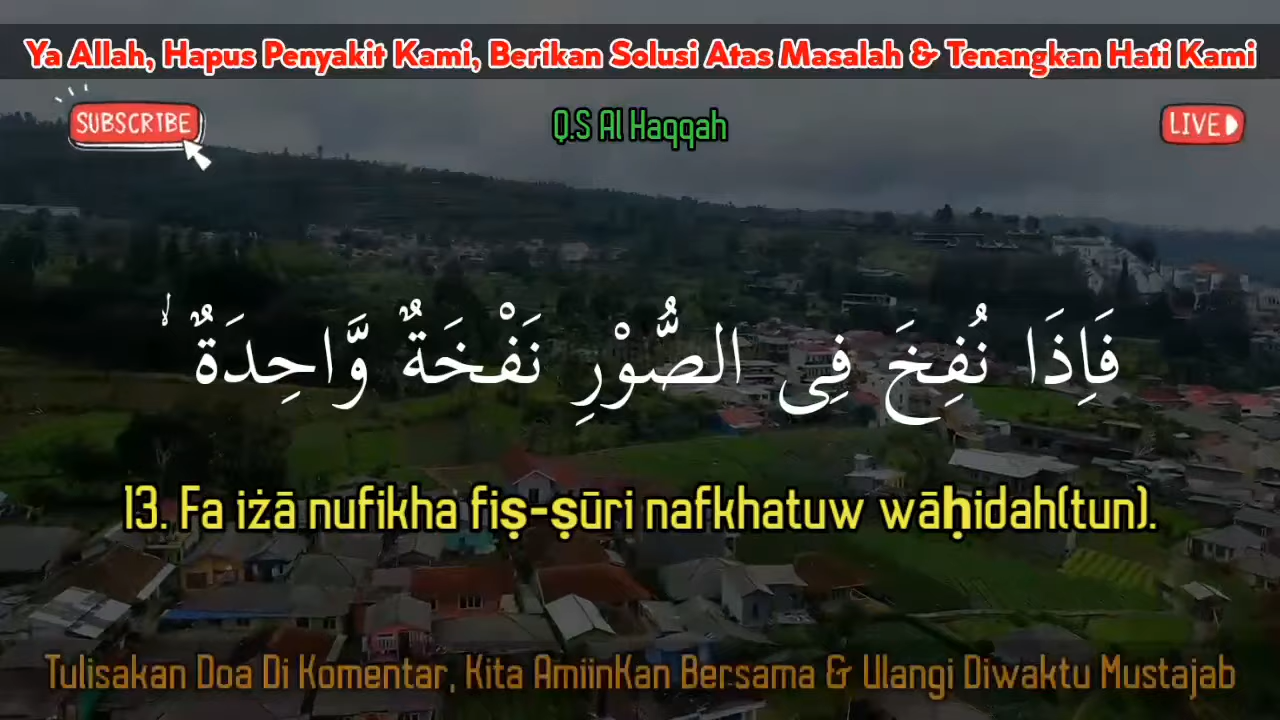 Ya Allah, Hapus Penyakit Kami, Berikan Solusi Atas Masalah & Tenangkan Hati Kami
SUBSCRIBE
Q.S Al Haqqah
LIVE
فَاِذَا نُفِخَ فِى الصُّوْرِ نَفْخَةٌ وَّاحِدَةٌ ۙ
13. Fa iżā nufikha fiṣ-ṣūri nafkhatuw wāḥidah(tun).
Tulisakan Doa Di Komentar, Kita AmiinKan Bersama & Ulangi Diwaktu Mustajab